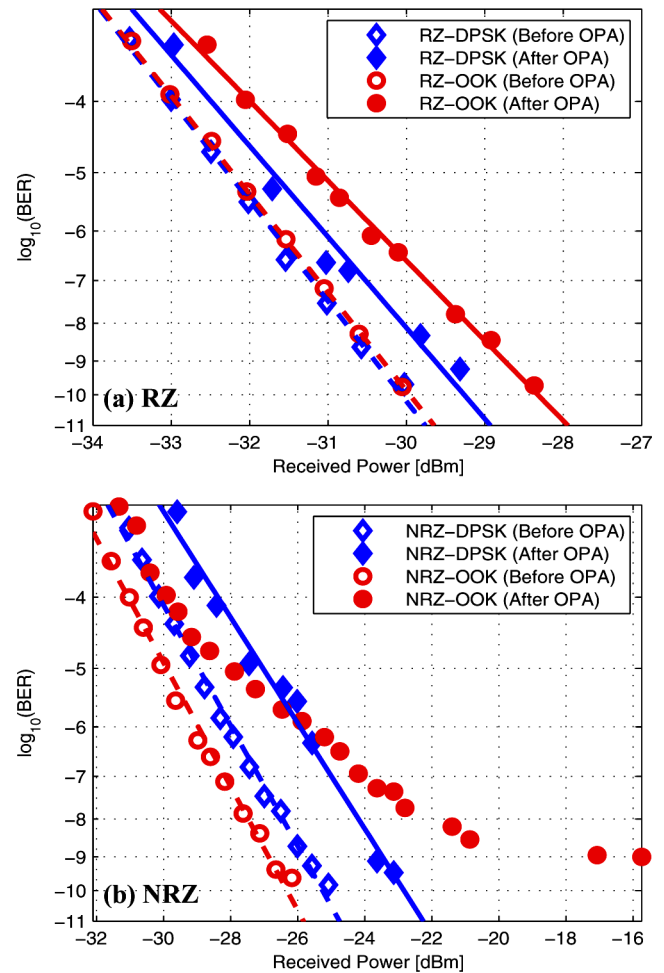 RZ−DPSK (Before OPA)
RZ−DPSK (After OPA)
RZ−OOK (Before OPA)
RZ−OOK (After OPA)
−4
−5
−6
−7
−8
−9
−10
−11
log10(BER)
(a) RZ
−34 −33 −32 −31 −30 −29 −28 −27
Received Power [dBm]
NRZ−DPSK (Before OPA)
NRZ−DPSK (After OPA)
NRZ−OOK (Before OPA)
NRZ−OOK (After OPA)
−4
−5
−6
−7
−8
−9
−10
−11
log10(BER)
(b) NRZ
−32 −30 −28 −26 −24 −22 −20 −18 −16
Received Power [dBm]